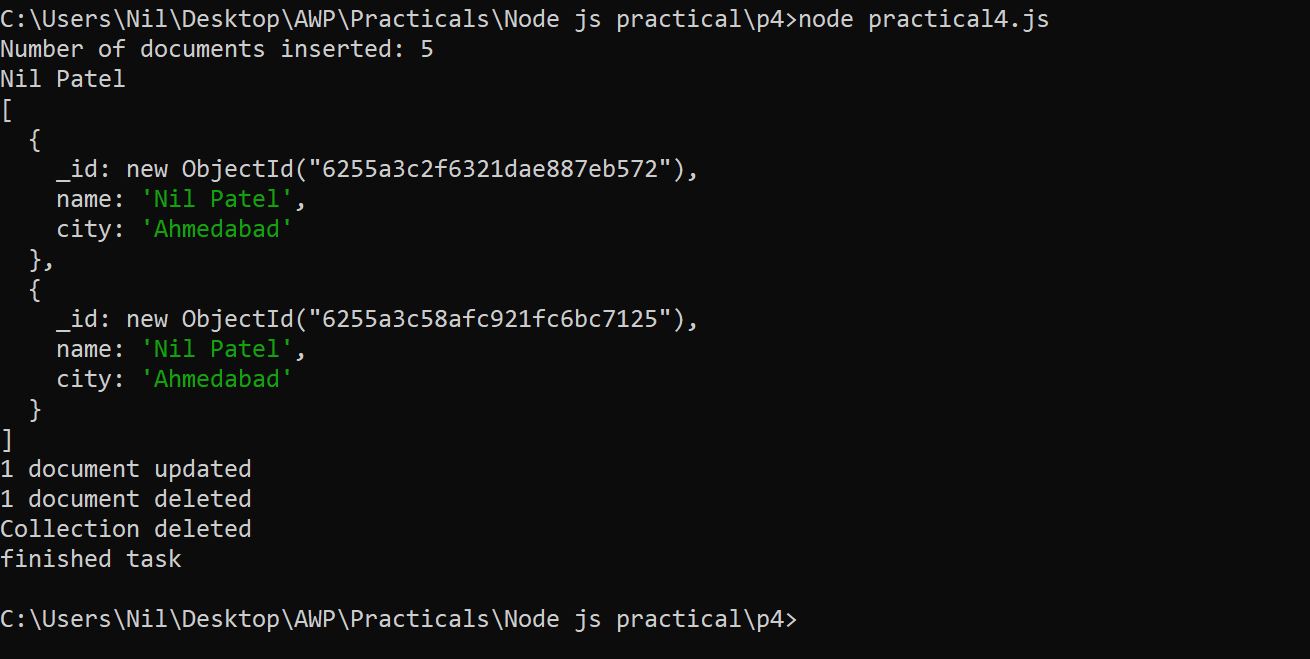 C:\Users\Nil\Desktop\AWP\Practicals\Node js practical\p4>node practical4.js
Number of documents inserted: 5
Nil Patel
[
  {
    _id: new ObjectId("6255a3c2f6321dae887eb572"),
    name: 'Nil Patel',
    city: 'Ahmedabad'
  },
  {
    _id: new ObjectId("6255a3c58afc921fc6bc7125"),
    name: 'Nil Patel',
    city: 'Ahmedabad'
  }
]
1 document updated
1 document deleted
Collection deleted
finished task
C:\Users\Nil\Desktop\AWP\Practicals\Node js practical\p4>